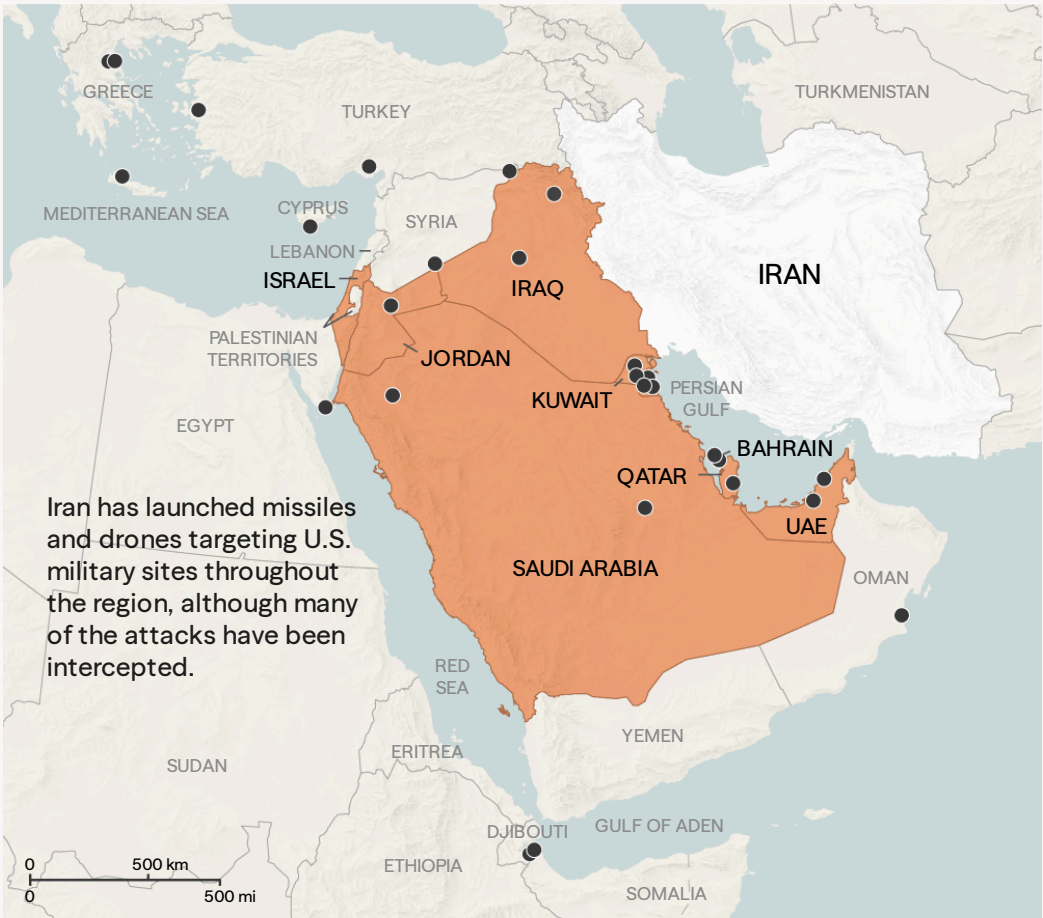 GREECE
TURKEY
TURKMENISTAN
MEDITERRANEAN SEA
CYPRUS
SYRIA
LEBANON
ISRAEL
IRAQ
IRAN
PALESTINIAN
TERRITORIES
JORDAN
KUWAIT
PERSIAN
GULF
EGYPT
BAHRAIN
QATAR
UAE
Iran has launched missiles
and drones targeting U.S.
military sites throughout
the region, although many
of the attacks have been
intercepted.
SAUDI ARABIA
OMAN
RED
SEA
YEMEN
ERITREA
SUDAN
DJIBOUTI
GULF OF ADEN
ETHIOPIA
SOMALIA
0
500 km
0
500 mi